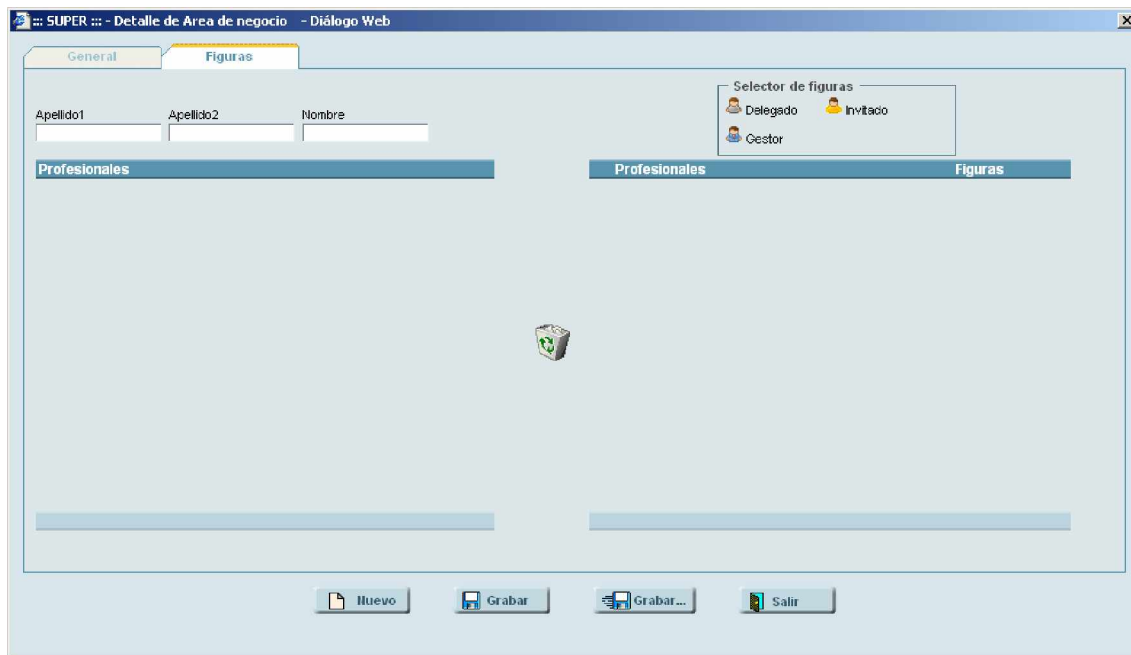 ::: SUPER ::: - Detalle de Area de negocio - Diálogo Web
General
Figuras
Selector de figuras
Delegado
Invitado
Gestor
Apellido1
Apellido2
Nombre
Profesionales
Profesionales
Figuras
Nuevo
Grabar
Grabar...
Salir